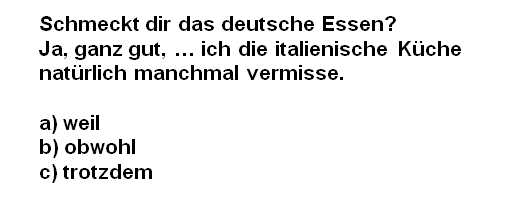 Schmeckt dir das deutsche Essen?
Ja, ganz gut, … ich die italienische Küche
natürlich manchmal vermisse.
a) weil
b) obwohl
c) trotzdem